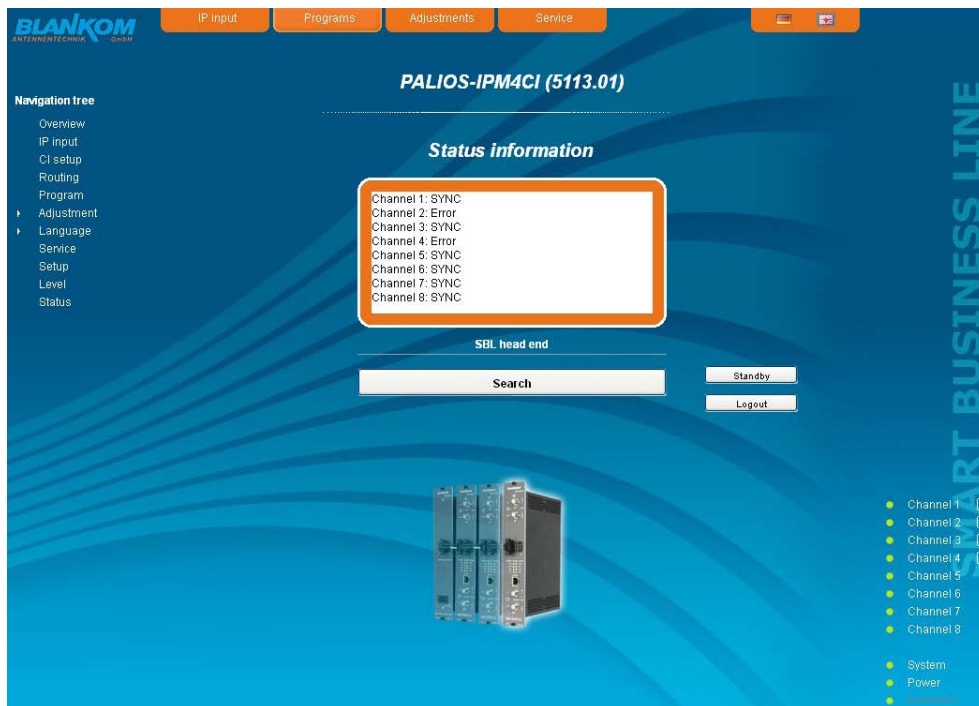 BLANKOM
ANTENNENTECHNIK GmbH
IP input
Programs
Adjustments
Service
PALIOS-IPM4CI (5113.01)
Navigation tree
Overview
IP input
CI setup
Routing
Program
Adjustment
Language
Service
Setup
Level
Status
Status information
Channel 1: SYNC
Channel 2: Error
Channel 3: SYNC
Channel 4: Error
Channel 5: SYNC
Channel 6: SYNC
Channel 7: SYNC
Channel 8: SYNC
SBL head end
Search
Standby
Logout
SMART BUSINESS LINE
Channel 1
Channel 2
Channel 3
Channel 4
Channel 5
Channel 6
Channel 7
Channel 8
System
Power